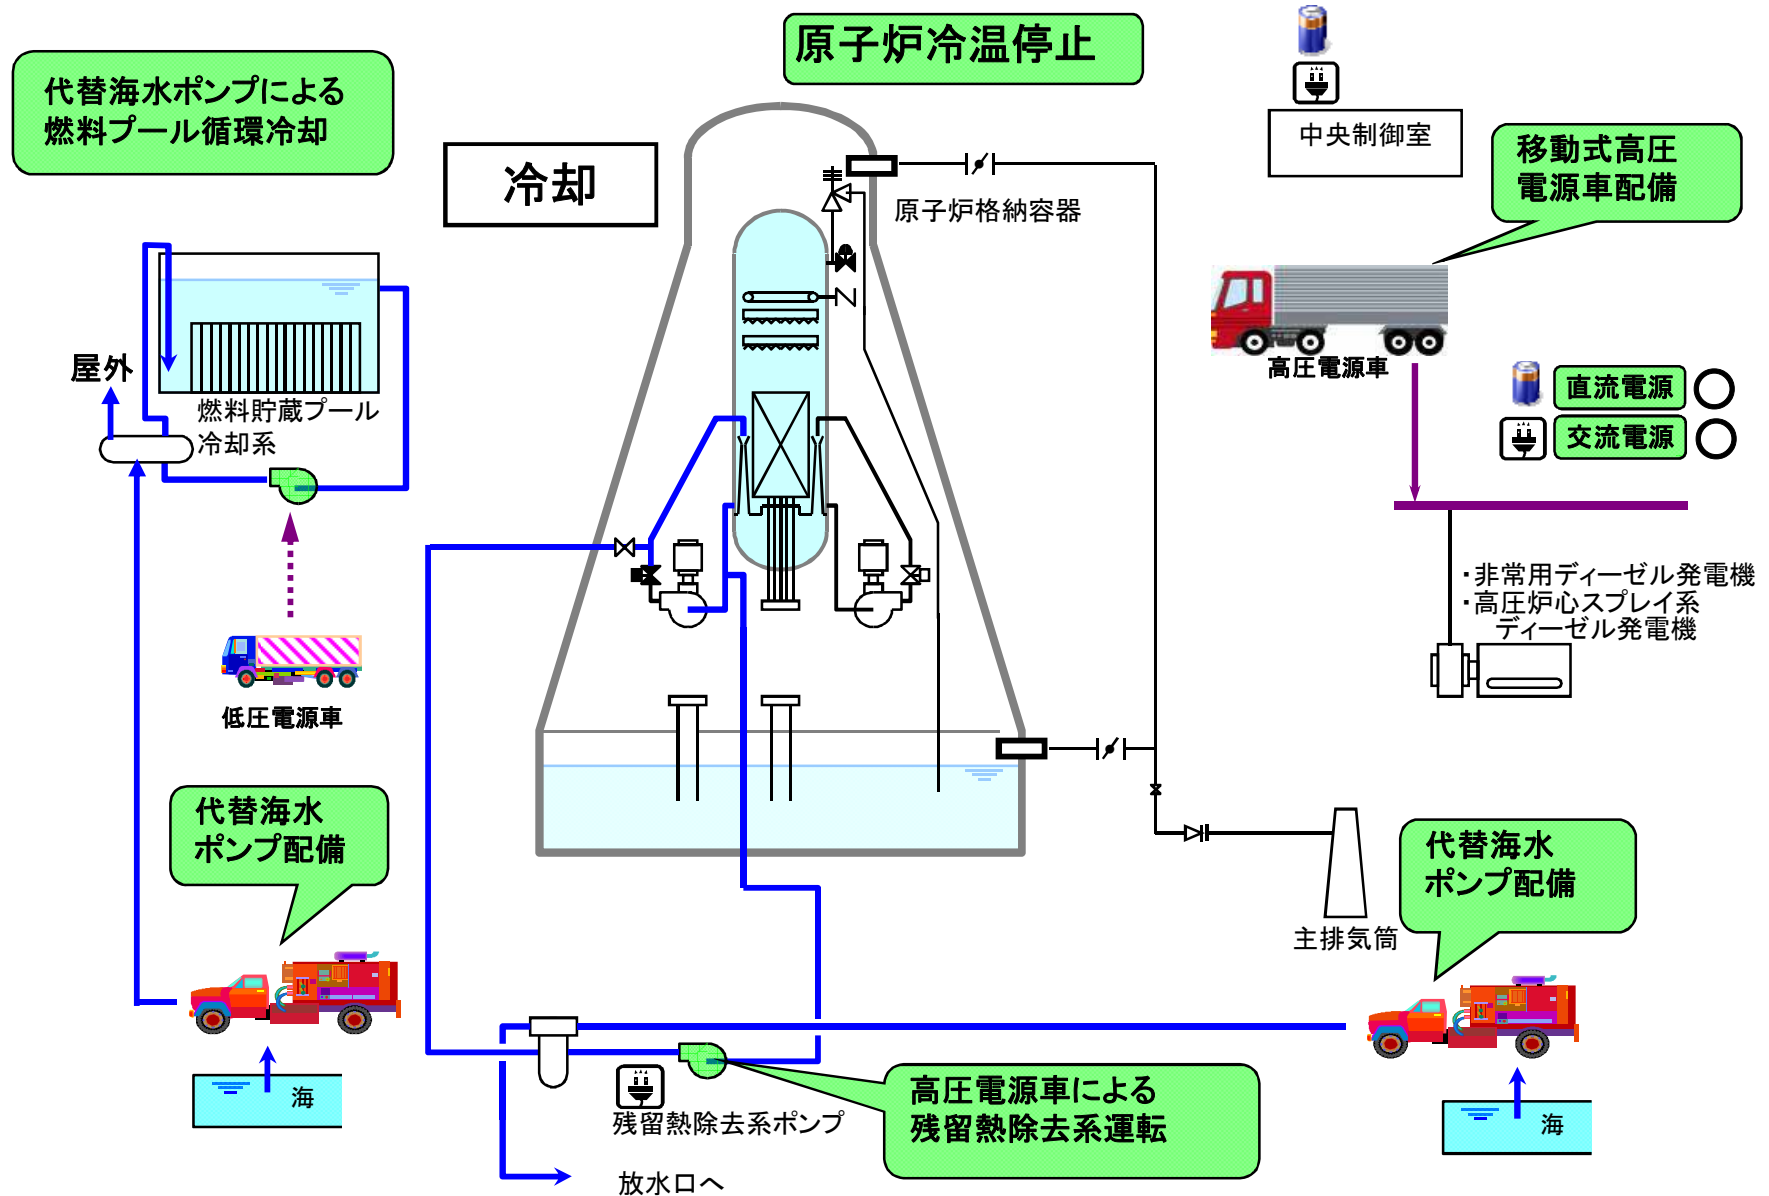 原子炉冷温停止
代替海水ポンプによる
燃料プール循環冷却
冷却
中央制御室
移動式高圧
電源車配備
原子炉格納容器
高圧電源車
屋外
燃料貯蔵プール
冷却系
直流電源
交流電源
・非常用ディーゼル発電機
・高圧炉心スプレイ系
ディーゼル発電機
低圧電源車
代替海水
ポンプ配備
代替海水
ポンプ配備
主排気筒
海
残留熱除去系ポンプ
高圧電源車による
残留熱除去系運転
海
放水口へ